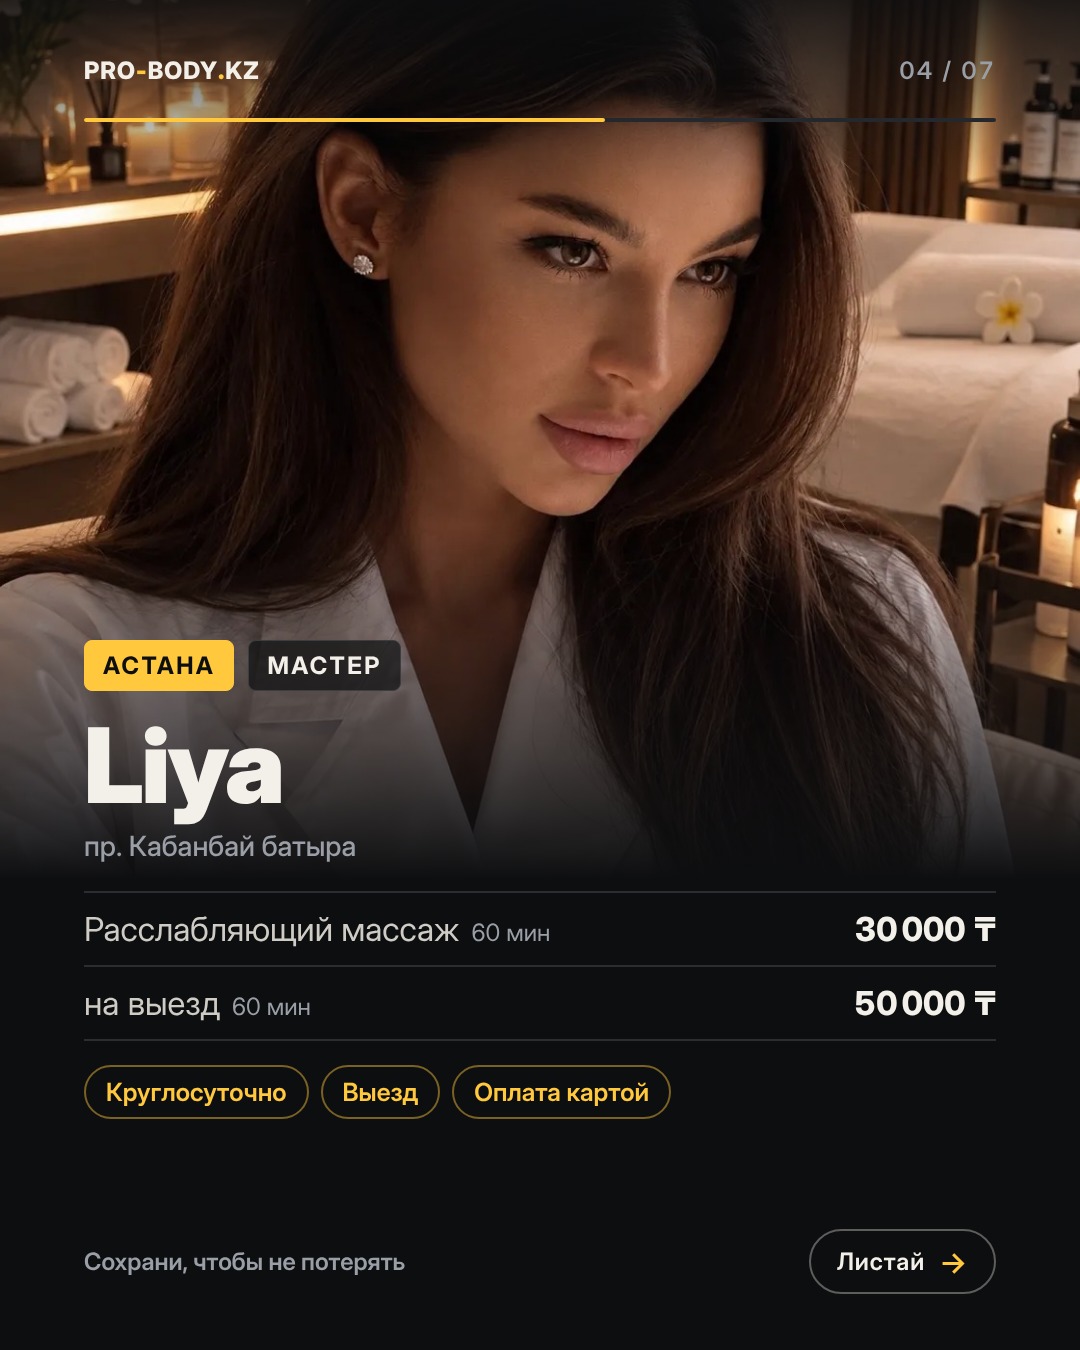 PRO-BODY.KZ
04 / 07
АСТАНА
МАСТЕР
Liya
пр. Кабанбай батыра
Расслабляющий массаж 60 мин 30 000 ₸
на выезд 60 мин 50 000 ₸
Круглосуточно
Выезд
Оплата картой
Сохрани, чтобы не потерять
Листай →